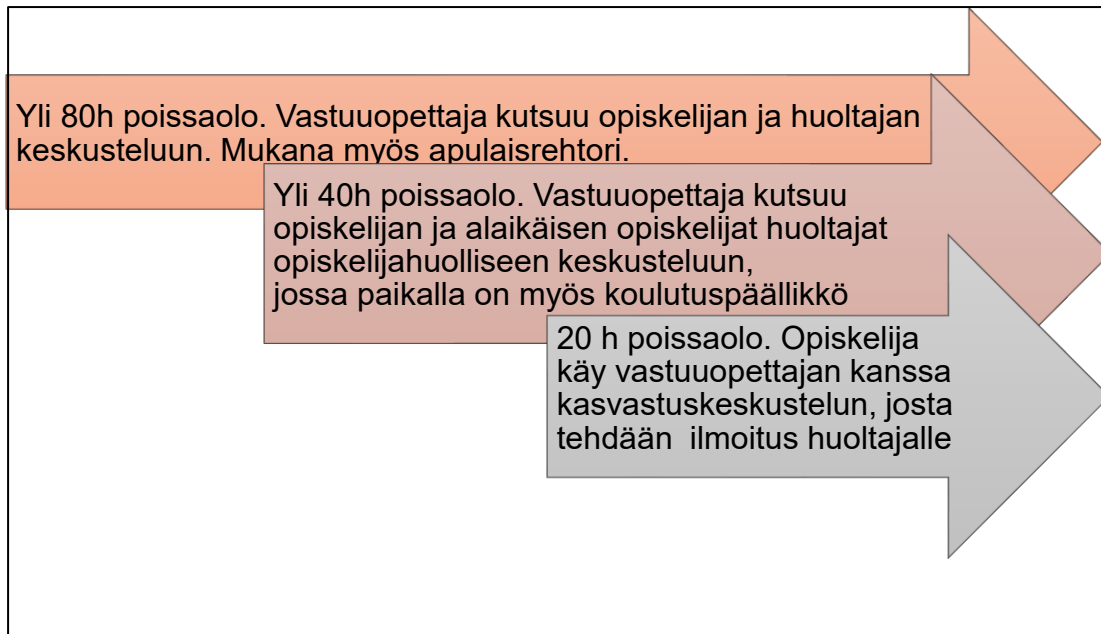 Yli 80h poissaolo. Vastuuopettaja kutsuu opiskelijan ja huoltajan
keskusteluun. Mukana myös apulaisrehtori.
Yli 40h poissaolo. Vastuuopettaja kutsuu
opiskelijan ja alaikäisen opiskelijat huoltajat
opiskelijahuolliseen keskusteluun,
jossa paikalla on myös koulutuspäällikkö
20 h poissaolo. Opiskelija
käy vastuuopettajan kanssa
kasvastuskeskustelun, josta
tehdään  ilmoitus huoltajalle